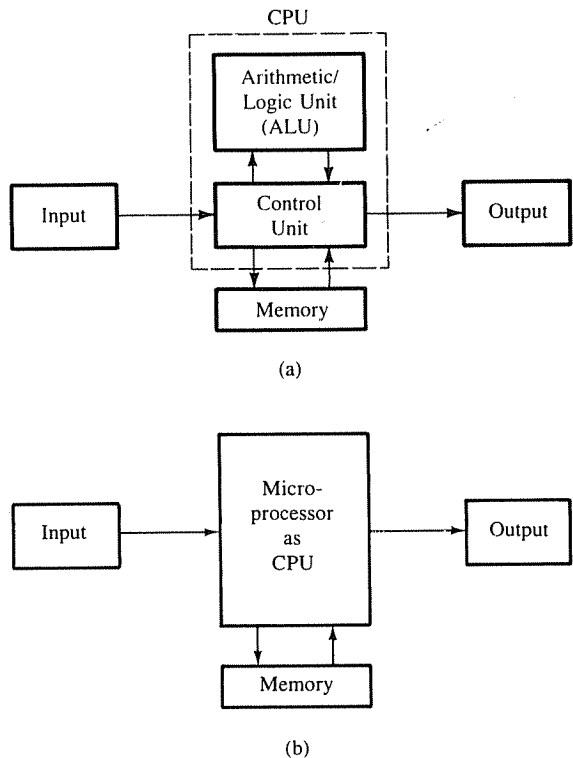 CPU
Arithmetic/
Logic Unit
(ALU)
Input
Control
Unit
Output
Memory
(a)
Input
Micro-
processor
as
CPU
Output
Memory
(b)